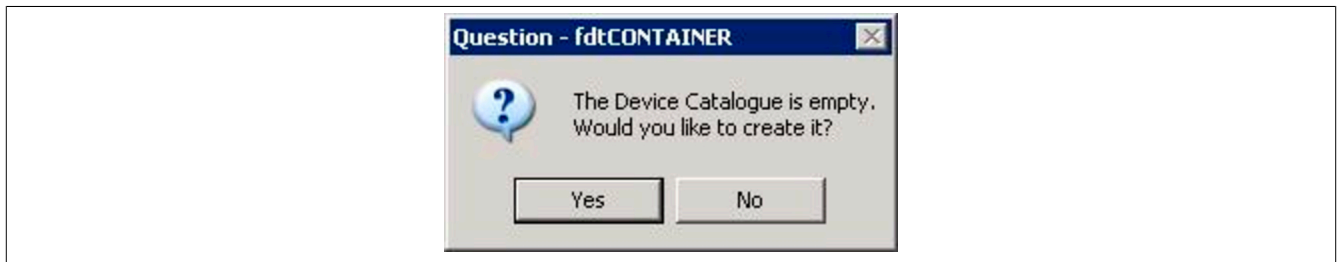 Question - fdtCONTAINER
The Device Catalogue is empty.
Would you like to create it?
Yes
No